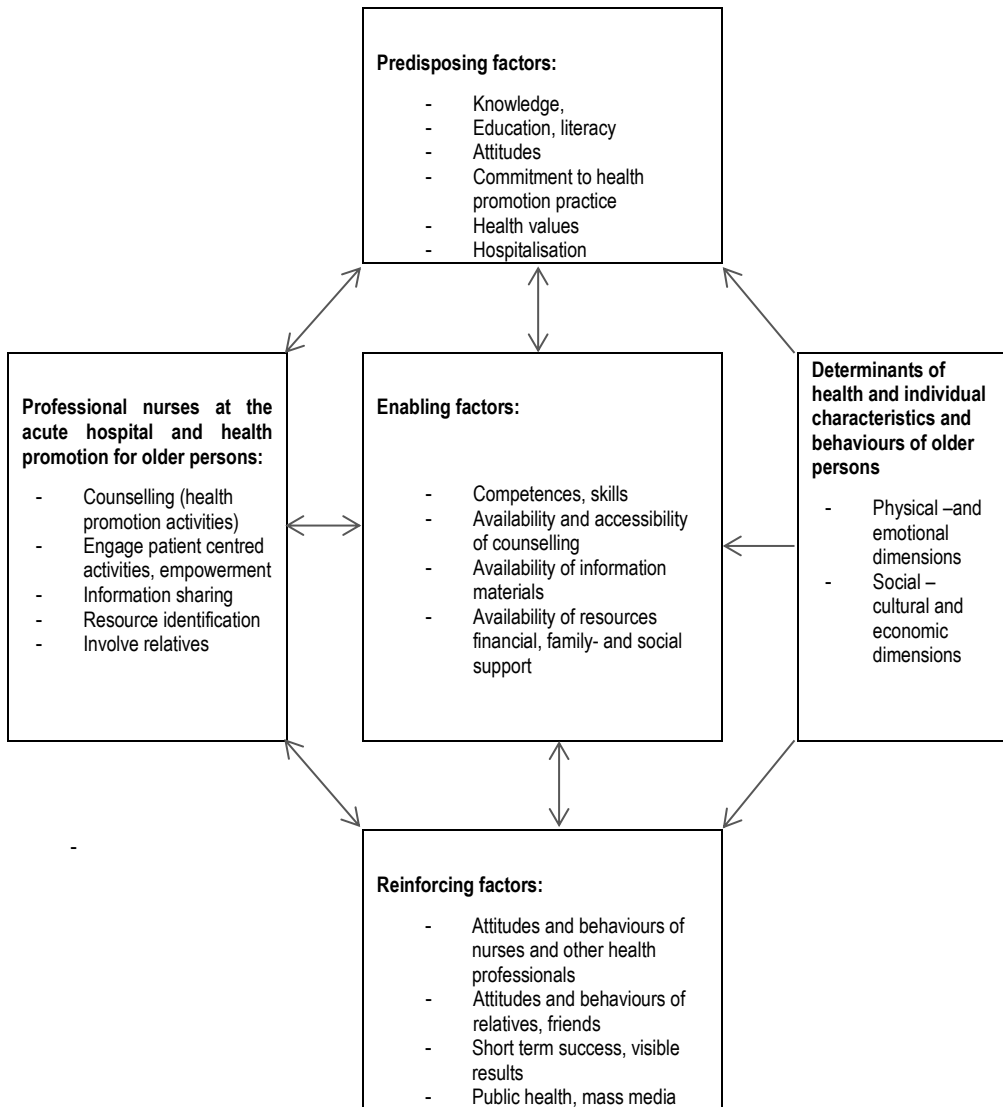 Predisposing factors:
- Knowledge,
- Education, literacy
- Attitudes
- Commitment to health
promotion practice
- Health values
- Hospitalisation
Professional nurses at the
acute hospital and health
promotion for older persons:
- Counselling (health
promotion activities)
- Engage patient centred
activities, empowerment
- Information sharing
- Resource identification
- Involve relatives
Enabling factors:
- Competences, skills
- Availability and accessibility
of counselling
- Availability of information
materials
- Availability of resources
financial, family- and social
support
Determinants of
health and individual
characteristics and
behaviours of older
persons
- Physical –and
emotional
dimensions
- Social –
cultural and
economic
dimensions
-
Reinforcing factors:
- Attitudes and behaviours of
nurses and other health
professionals
- Attitudes and behaviours of
relatives, friends
- Short term success, visible
results
- Public health, mass media